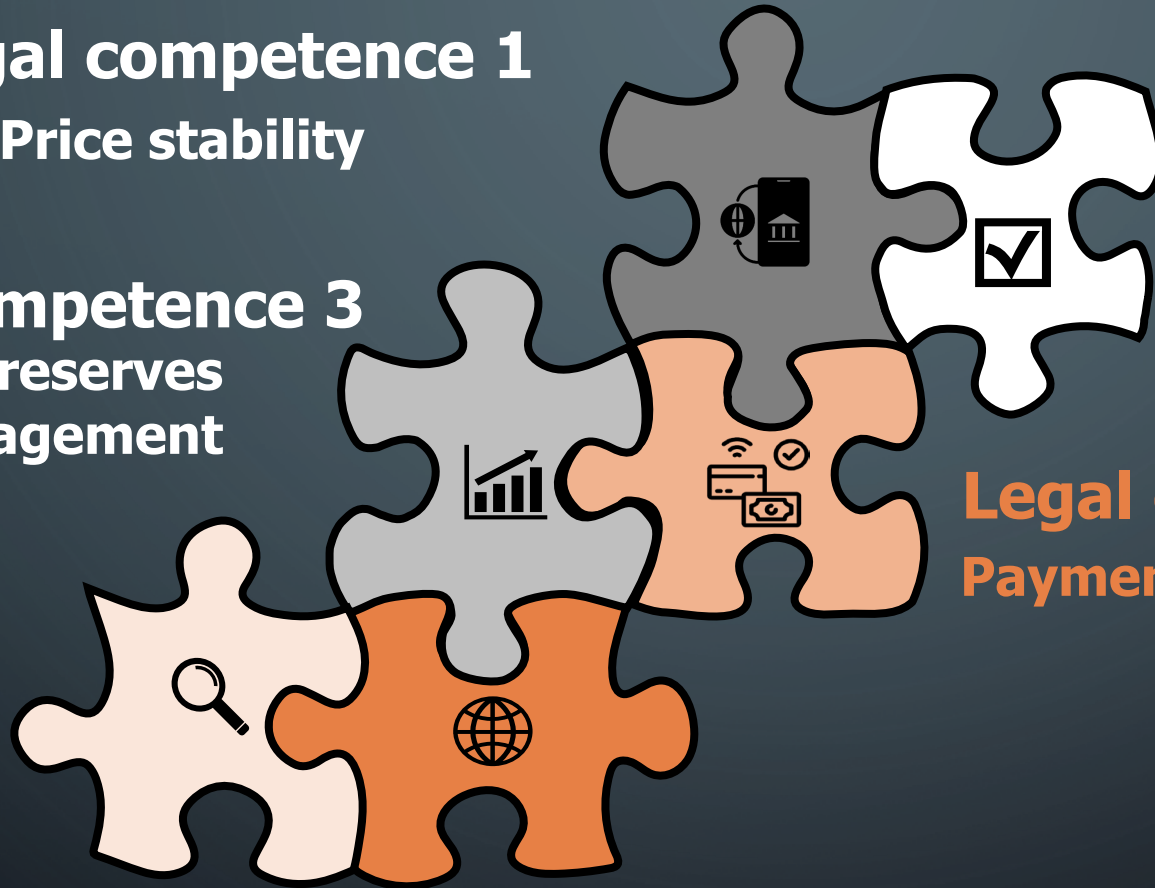 gal competence 1
Price stability
mpetence 3
reserves
agement
Legal
Paymen